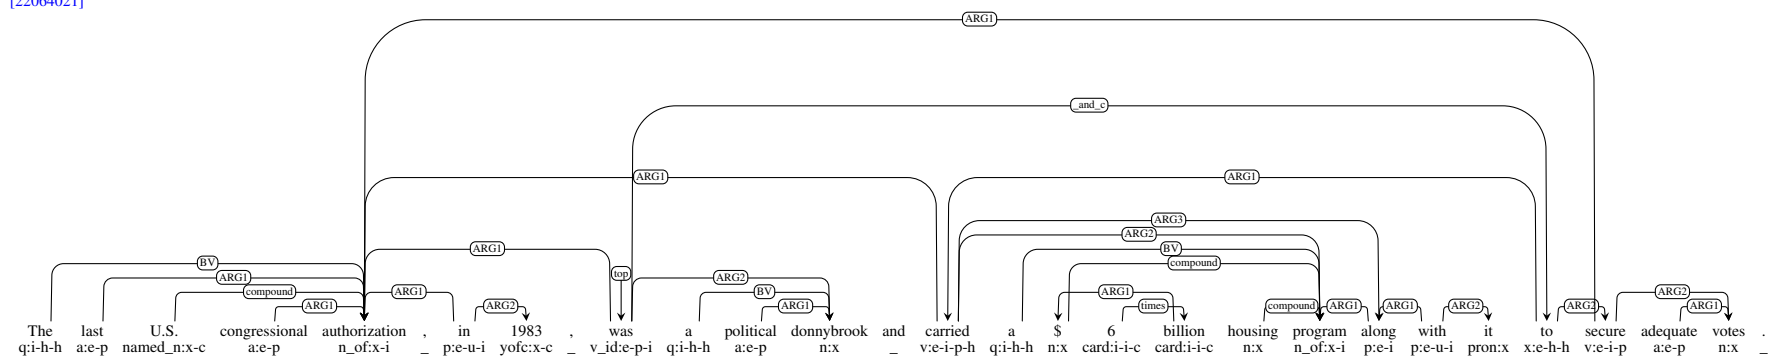 [22064021]
ARG1
_and_c
ARG1 ARG1
ARG3
ARG2
ARG1 BV
BV compound
top
ARG1 ARG2
compound ARG1 BV ARG1 ARG2
ARG1 ARG2 ARG1 times compound ARG1 ARG1 ARG2 ARG2 ARG1
The last U.S. congressional authorization , in 1983 , was a political donnybrook and carried a $ 6 billion housing program along with it to secure adequate votes .
q:i-h-h a:e-p named_n:x-c a:e-p n_of:x-i _ p:e-u-i yofc:x-c _ v_id:e-p-i q:i-h-h a:e-p n:x _ v:e-i-p-h q:i-h-h n:x card:i-i-c card:i-i-c n:x n_of:x-i p:e-i p:e-u-i pron:x x:e-h-h v:e-i-p a:e-p n:x _